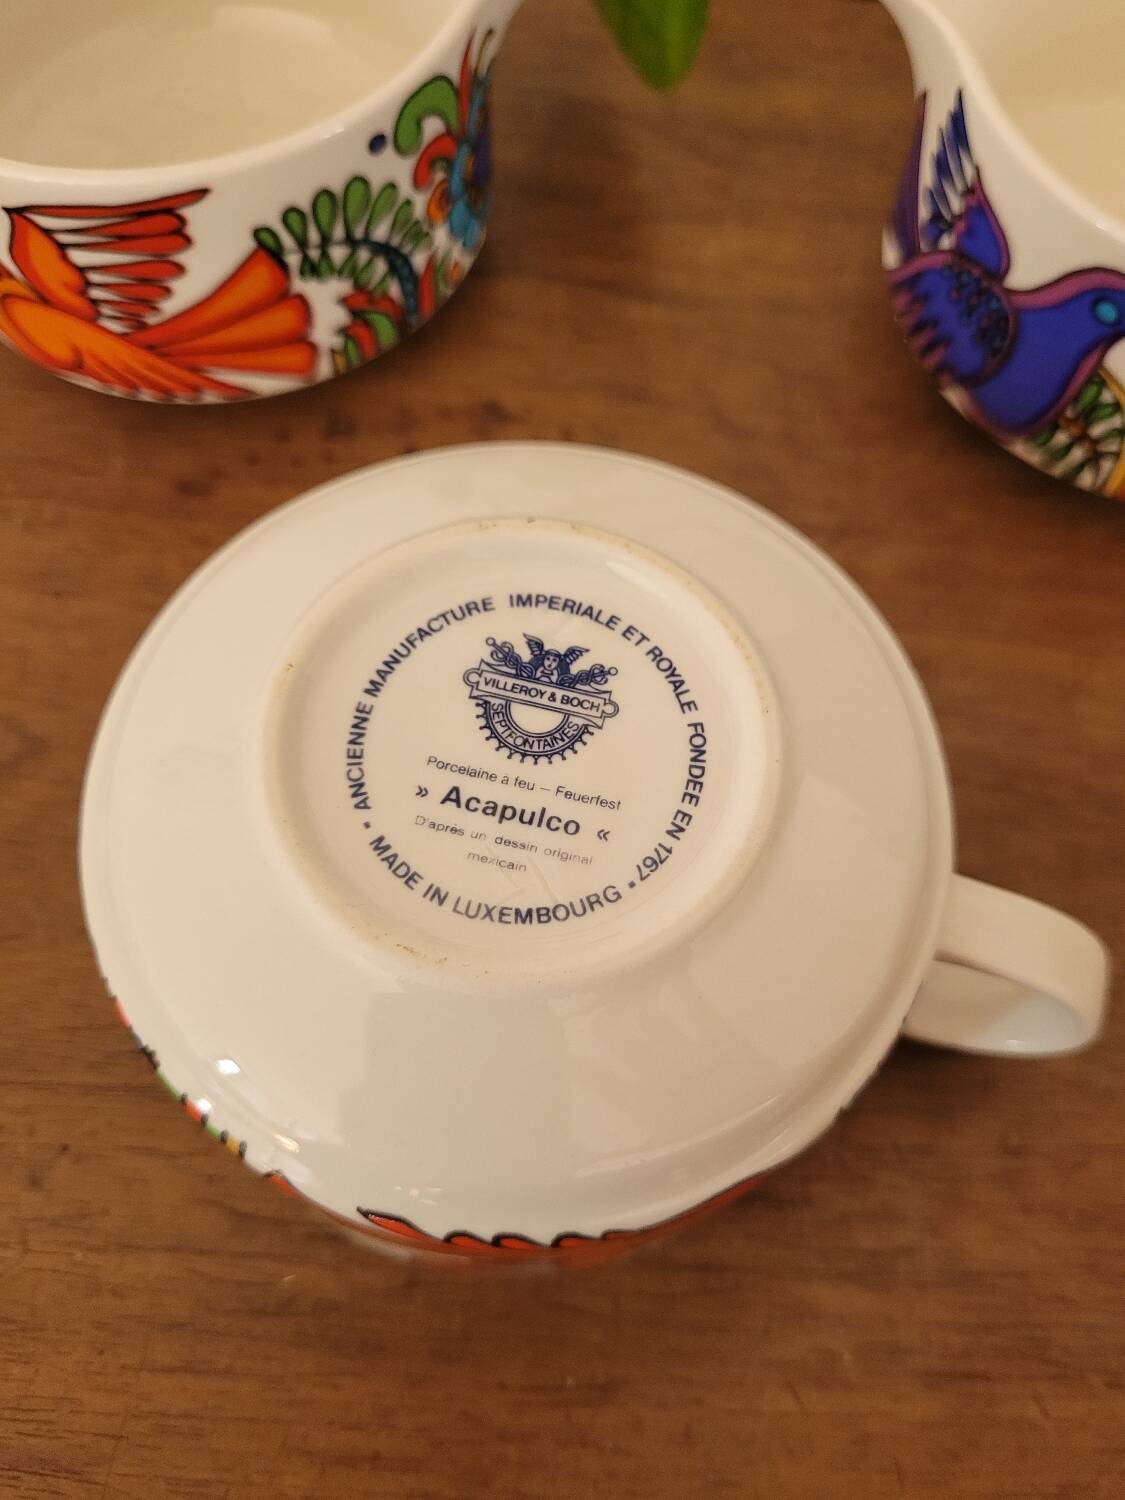 ANCIENNE MANUFACTURE IMPERIALE ET ROYALE FONDEE EN 1767
VILLEROY & BOCH
SEPTFONTAINES
Porcelaine à feu – Feuerfest
» Acapulco «
D'après un dessin original
mexicain
• MADE IN LUXEMBOURG •